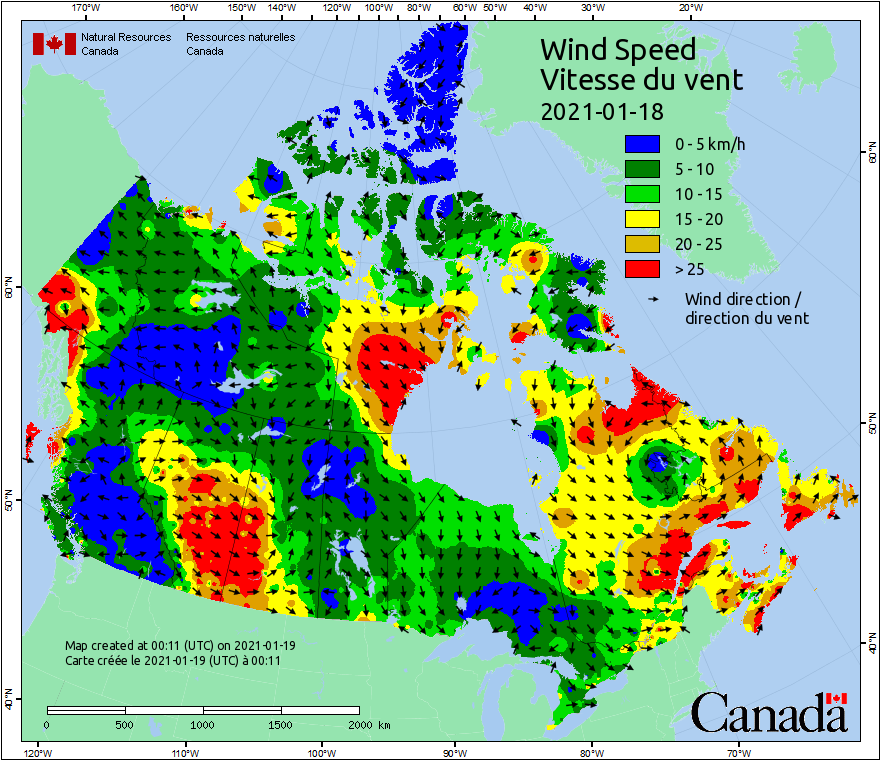 170°W 160°W 150°W 140°W 120°W 100°W 80°W 60°W 50°W 40°W 30°W 20°W
Natural Resources Ressources naturelles
Canada Canada
Wind Speed
Vitesse du vent
2021-01-18
0 - 5 km/h
5 - 10
10 - 15
15 - 20
20 - 25
> 25
Wind direction /
direction du vent
60°N
60°N
50°N
50°N
40°N
40°N
Map created at 00:11 (UTC) on 2021-01-19
Carte créée le 2021-01-19 (UTC) à 00:11
0 500 1000 1500 2000 km
Canada
120°W 110°W 100°W 90°W 80°W 70°W